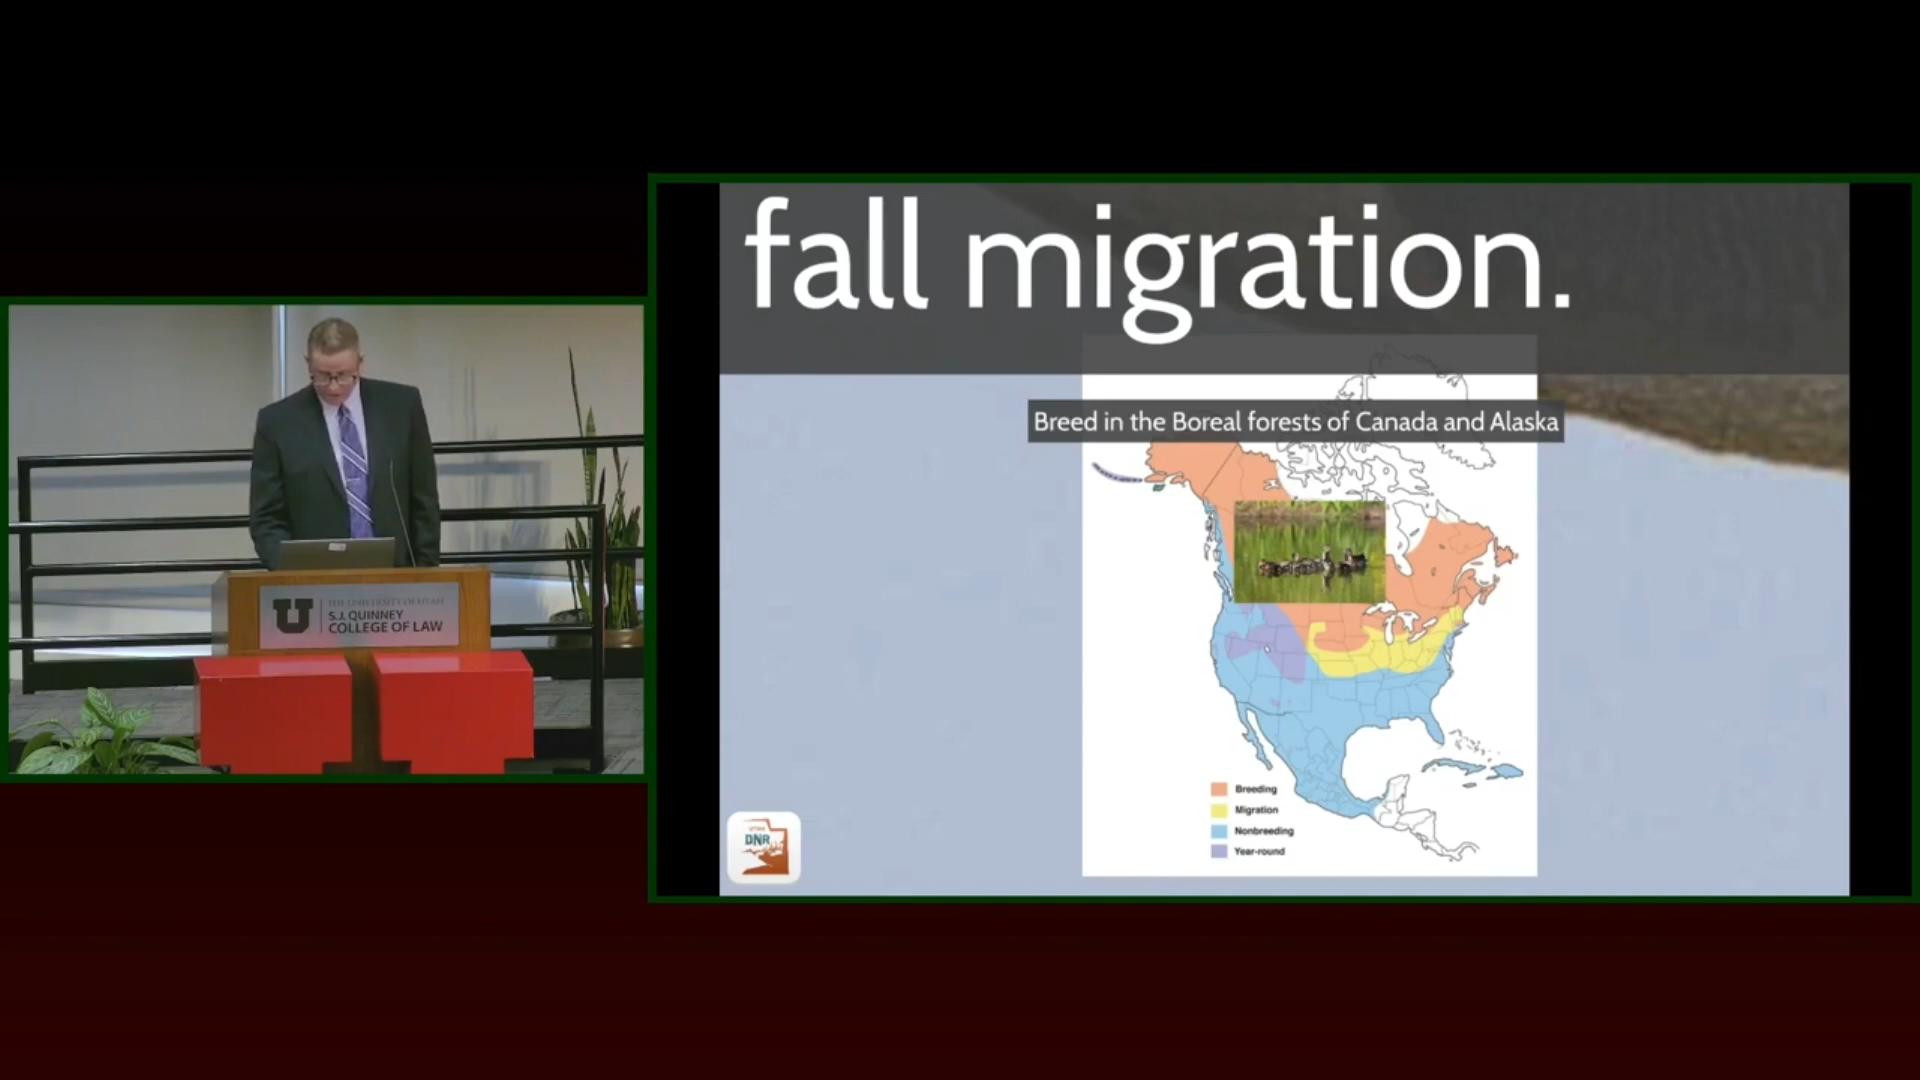 fall migration.
Breed in the Boreal forests of Canada and Alaska
Breeding
Migration
Nonbreeding
Year-round
UTAH
DNR
U
THE UNIVERSITY OF UTAH
S.J. QUINNEY
COLLEGE OF LAW